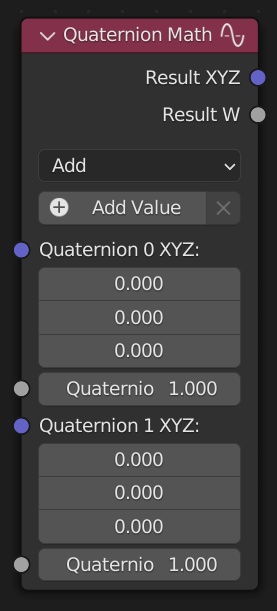 Quaternion Math
Result XYZ
Result W
Add
Add Value
Quaternion 0 XYZ:
0.000
0.000
0.000
Quaternio 1.000
Quaternion 1 XYZ:
0.000
0.000
0.000
Quaternio 1.000